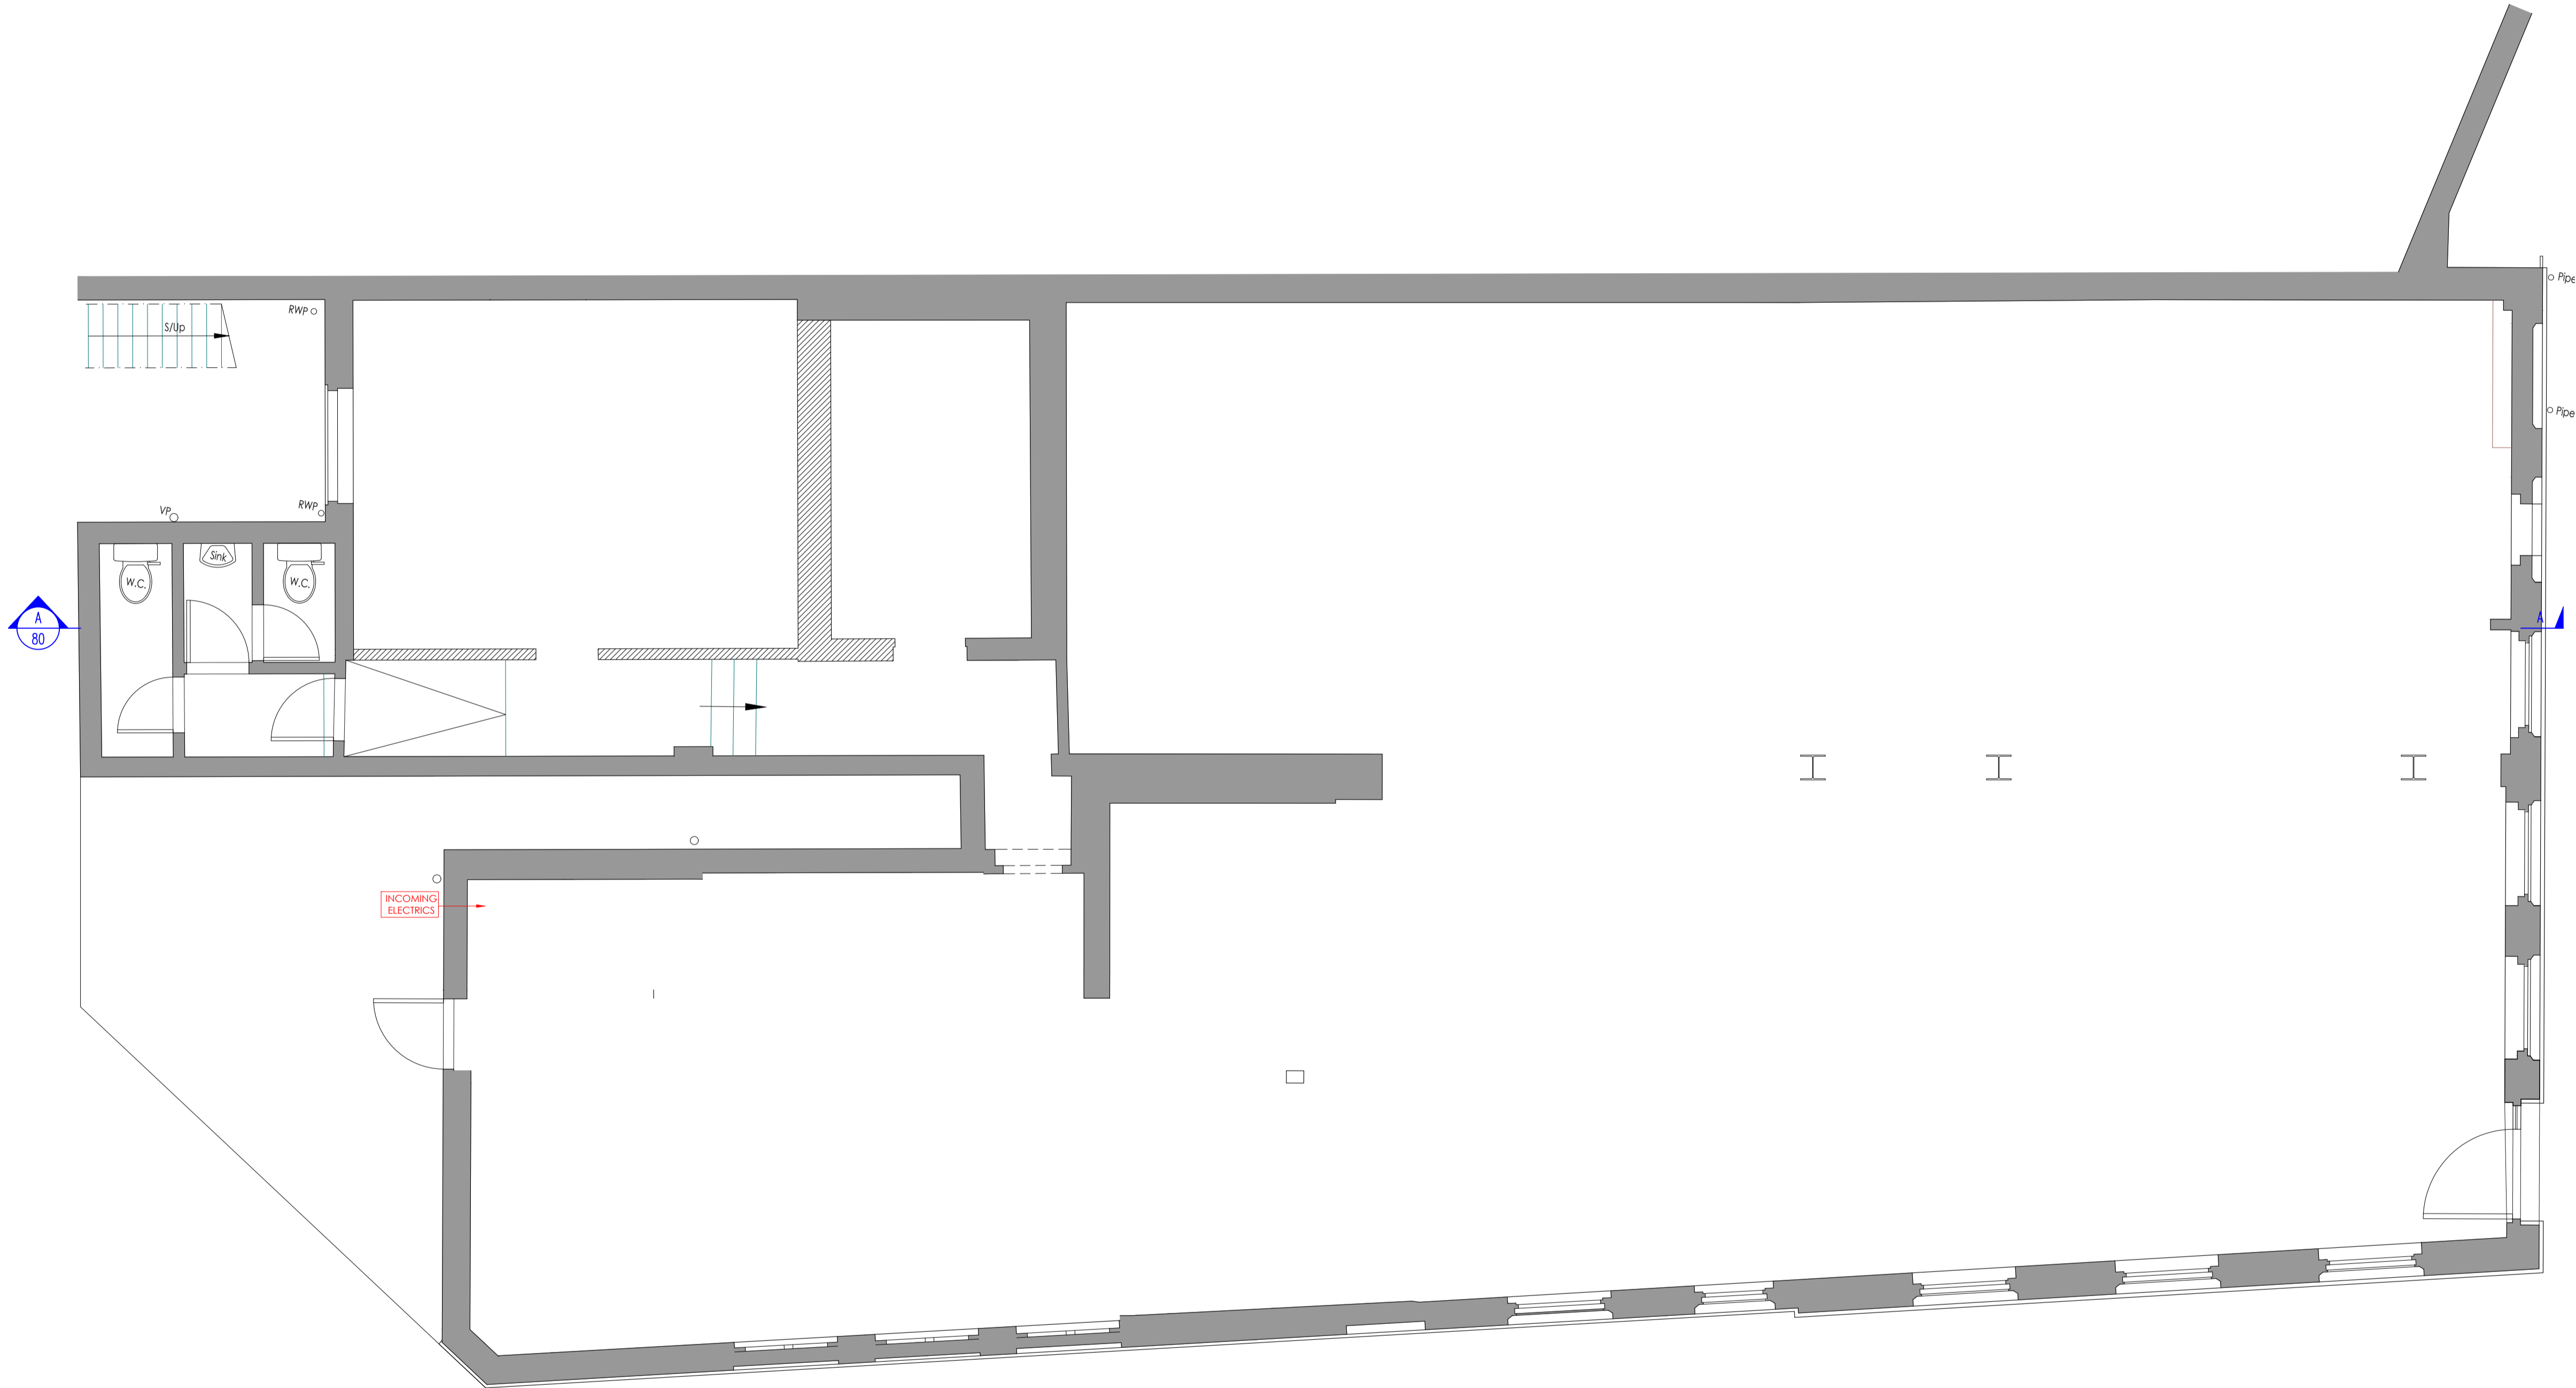 Pipe
RWP
S/Up
Pipe
RWP
VP
Sink
W.C.
W.C.
A
80
A
INCOMING
ELECTRICS